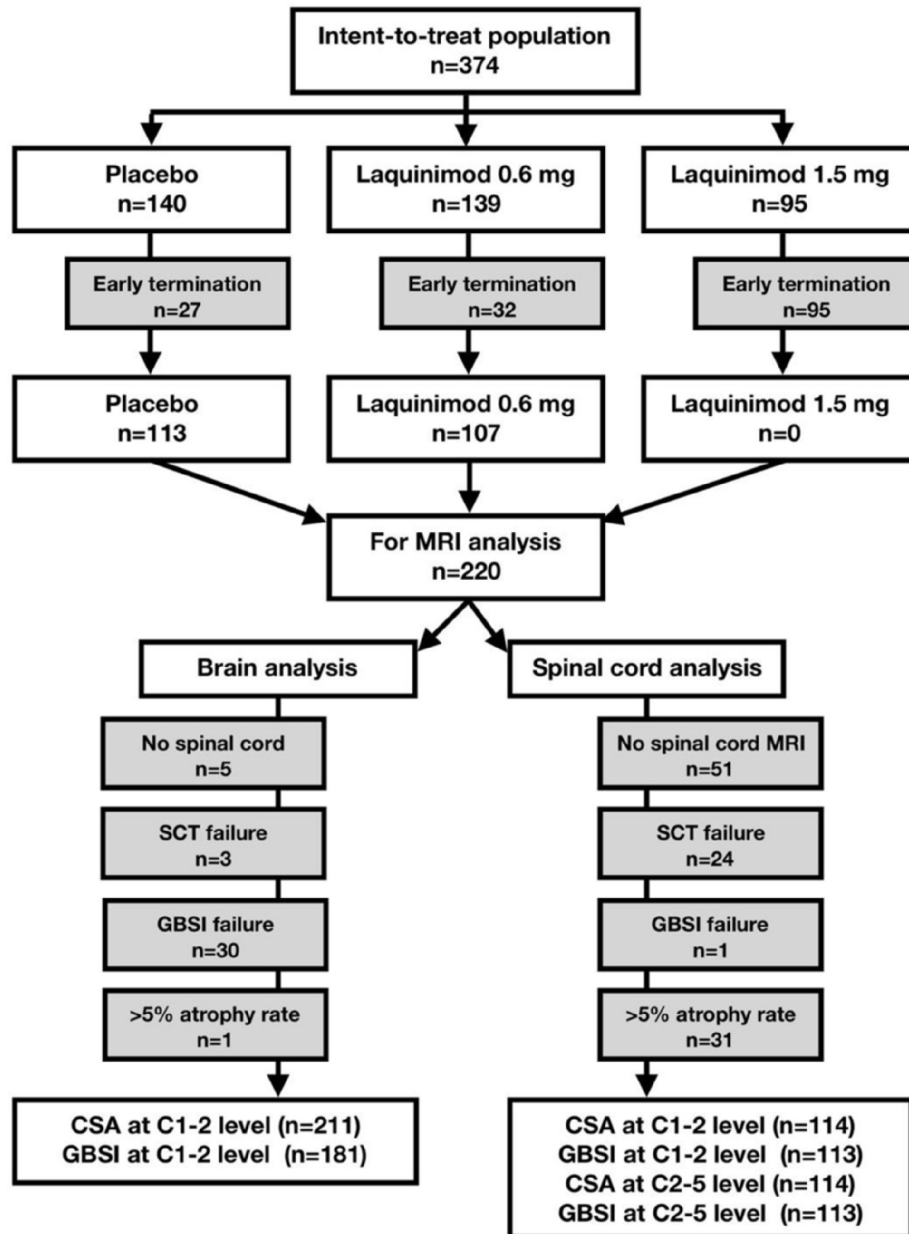 Intent-to-treat population
n=374
Placebo
n=140
Laquinimod 0.6 mg
n=139
Laquinimod 1.5 mg
n=95
Early termination
n=27
Early termination
n=32
Early termination
n=95
Placebo
n=113
Laquinimod 0.6 mg
n=107
Laquinimod 1.5 mg
n=0
For MRI analysis
n=220
Brain analysis
Spinal cord analysis
No spinal cord
n=5
No spinal cord MRI
n=51
SCT failure
n=3
SCT failure
n=24
GBSI failure
n=30
GBSI failure
n=1
>5% atrophy rate
n=1
>5% atrophy rate
n=31
CSA at C1-2 level (n=211)
GBSI at C1-2 level (n=181)
CSA at C1-2 level (n=114)
GBSI at C1-2 level (n=113)
CSA at C2-5 level (n=114)
GBSI at C2-5 level (n=113)